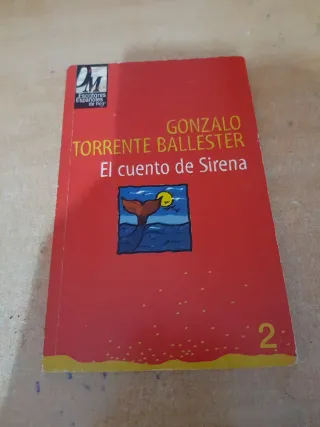 M
Escritores
Españoles
de hoy
GONZALO
TORRENTE BALLESTER
El cuento de Sirena
2